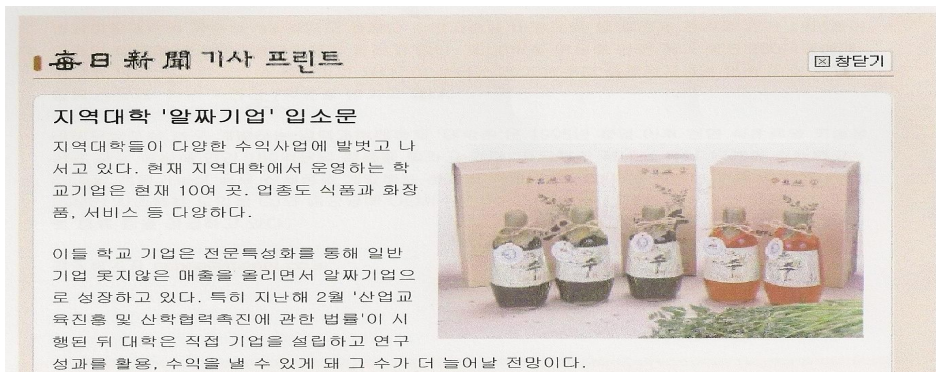 每日新聞 기사 프린트
창닫기
지역대학 '알짜기업' 입소문
지역대학들이 다양한 수익사업에 발벗고 나
서고 있다. 현재 지역대학에서 운영하는 학
교기업은 현재 10여 곳. 업종도 식품과 화장
품, 서비스 등 다양하다.
이들 학교 기업은 전문특성화를 통해 일반
기업 못지않은 매출을 올리면서 알짜기업으
로 성장하고 있다. 특히 지난해 2월 '산업교
육진흥 및 산학협력촉진에 관한 법률'이 시
행된 뒤 대학은 직접 기업을 설립하고 연구
성과를 활용, 수익을 낼 수 있게 돼 그 수가 더 늘어날 전망이다.